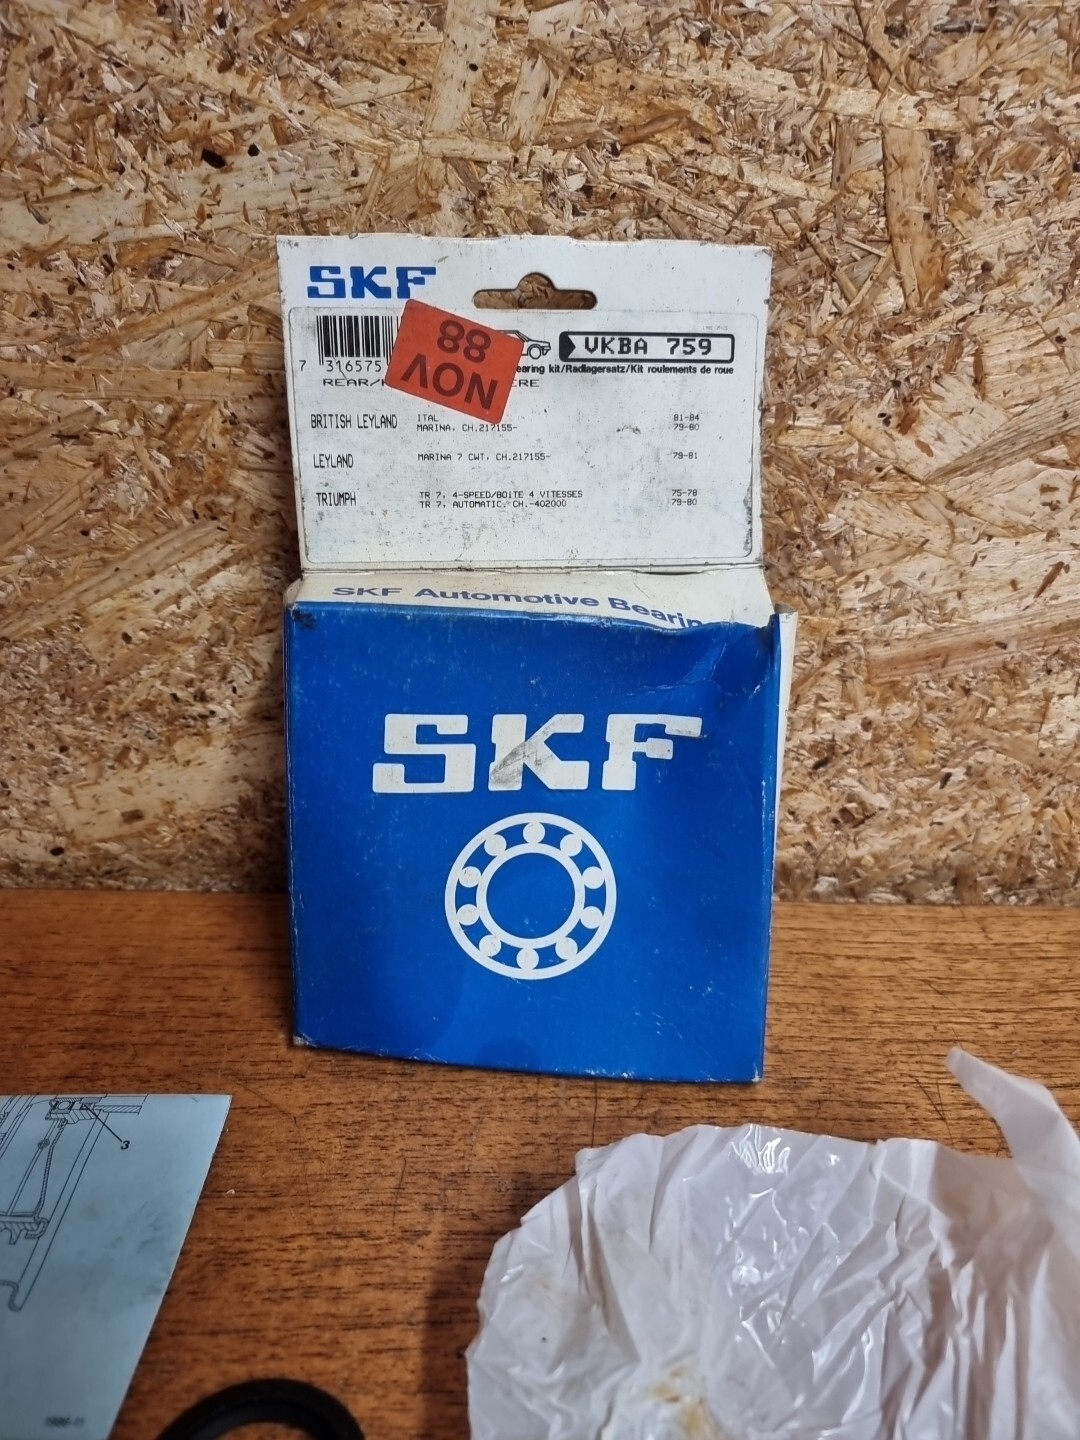 SKF
VKBA 759
7 316575
88
NOV
earing kit/Radlagersatz/Kit roulements de roue
REAR/
BRITISH LEYLAND ITAL 81-84
MARINA, CH.217155- 79-80
LEYLAND MARINA 7 CWT, CH.217155- 79-81
TRIUMPH TR 7, 4-SPEED/BOITE 4 VITESSES 75-78
TR 7, AUTOMATIC, CH.-402000 79-80
SKF Automotive Bearin
SKF
3
1986-11